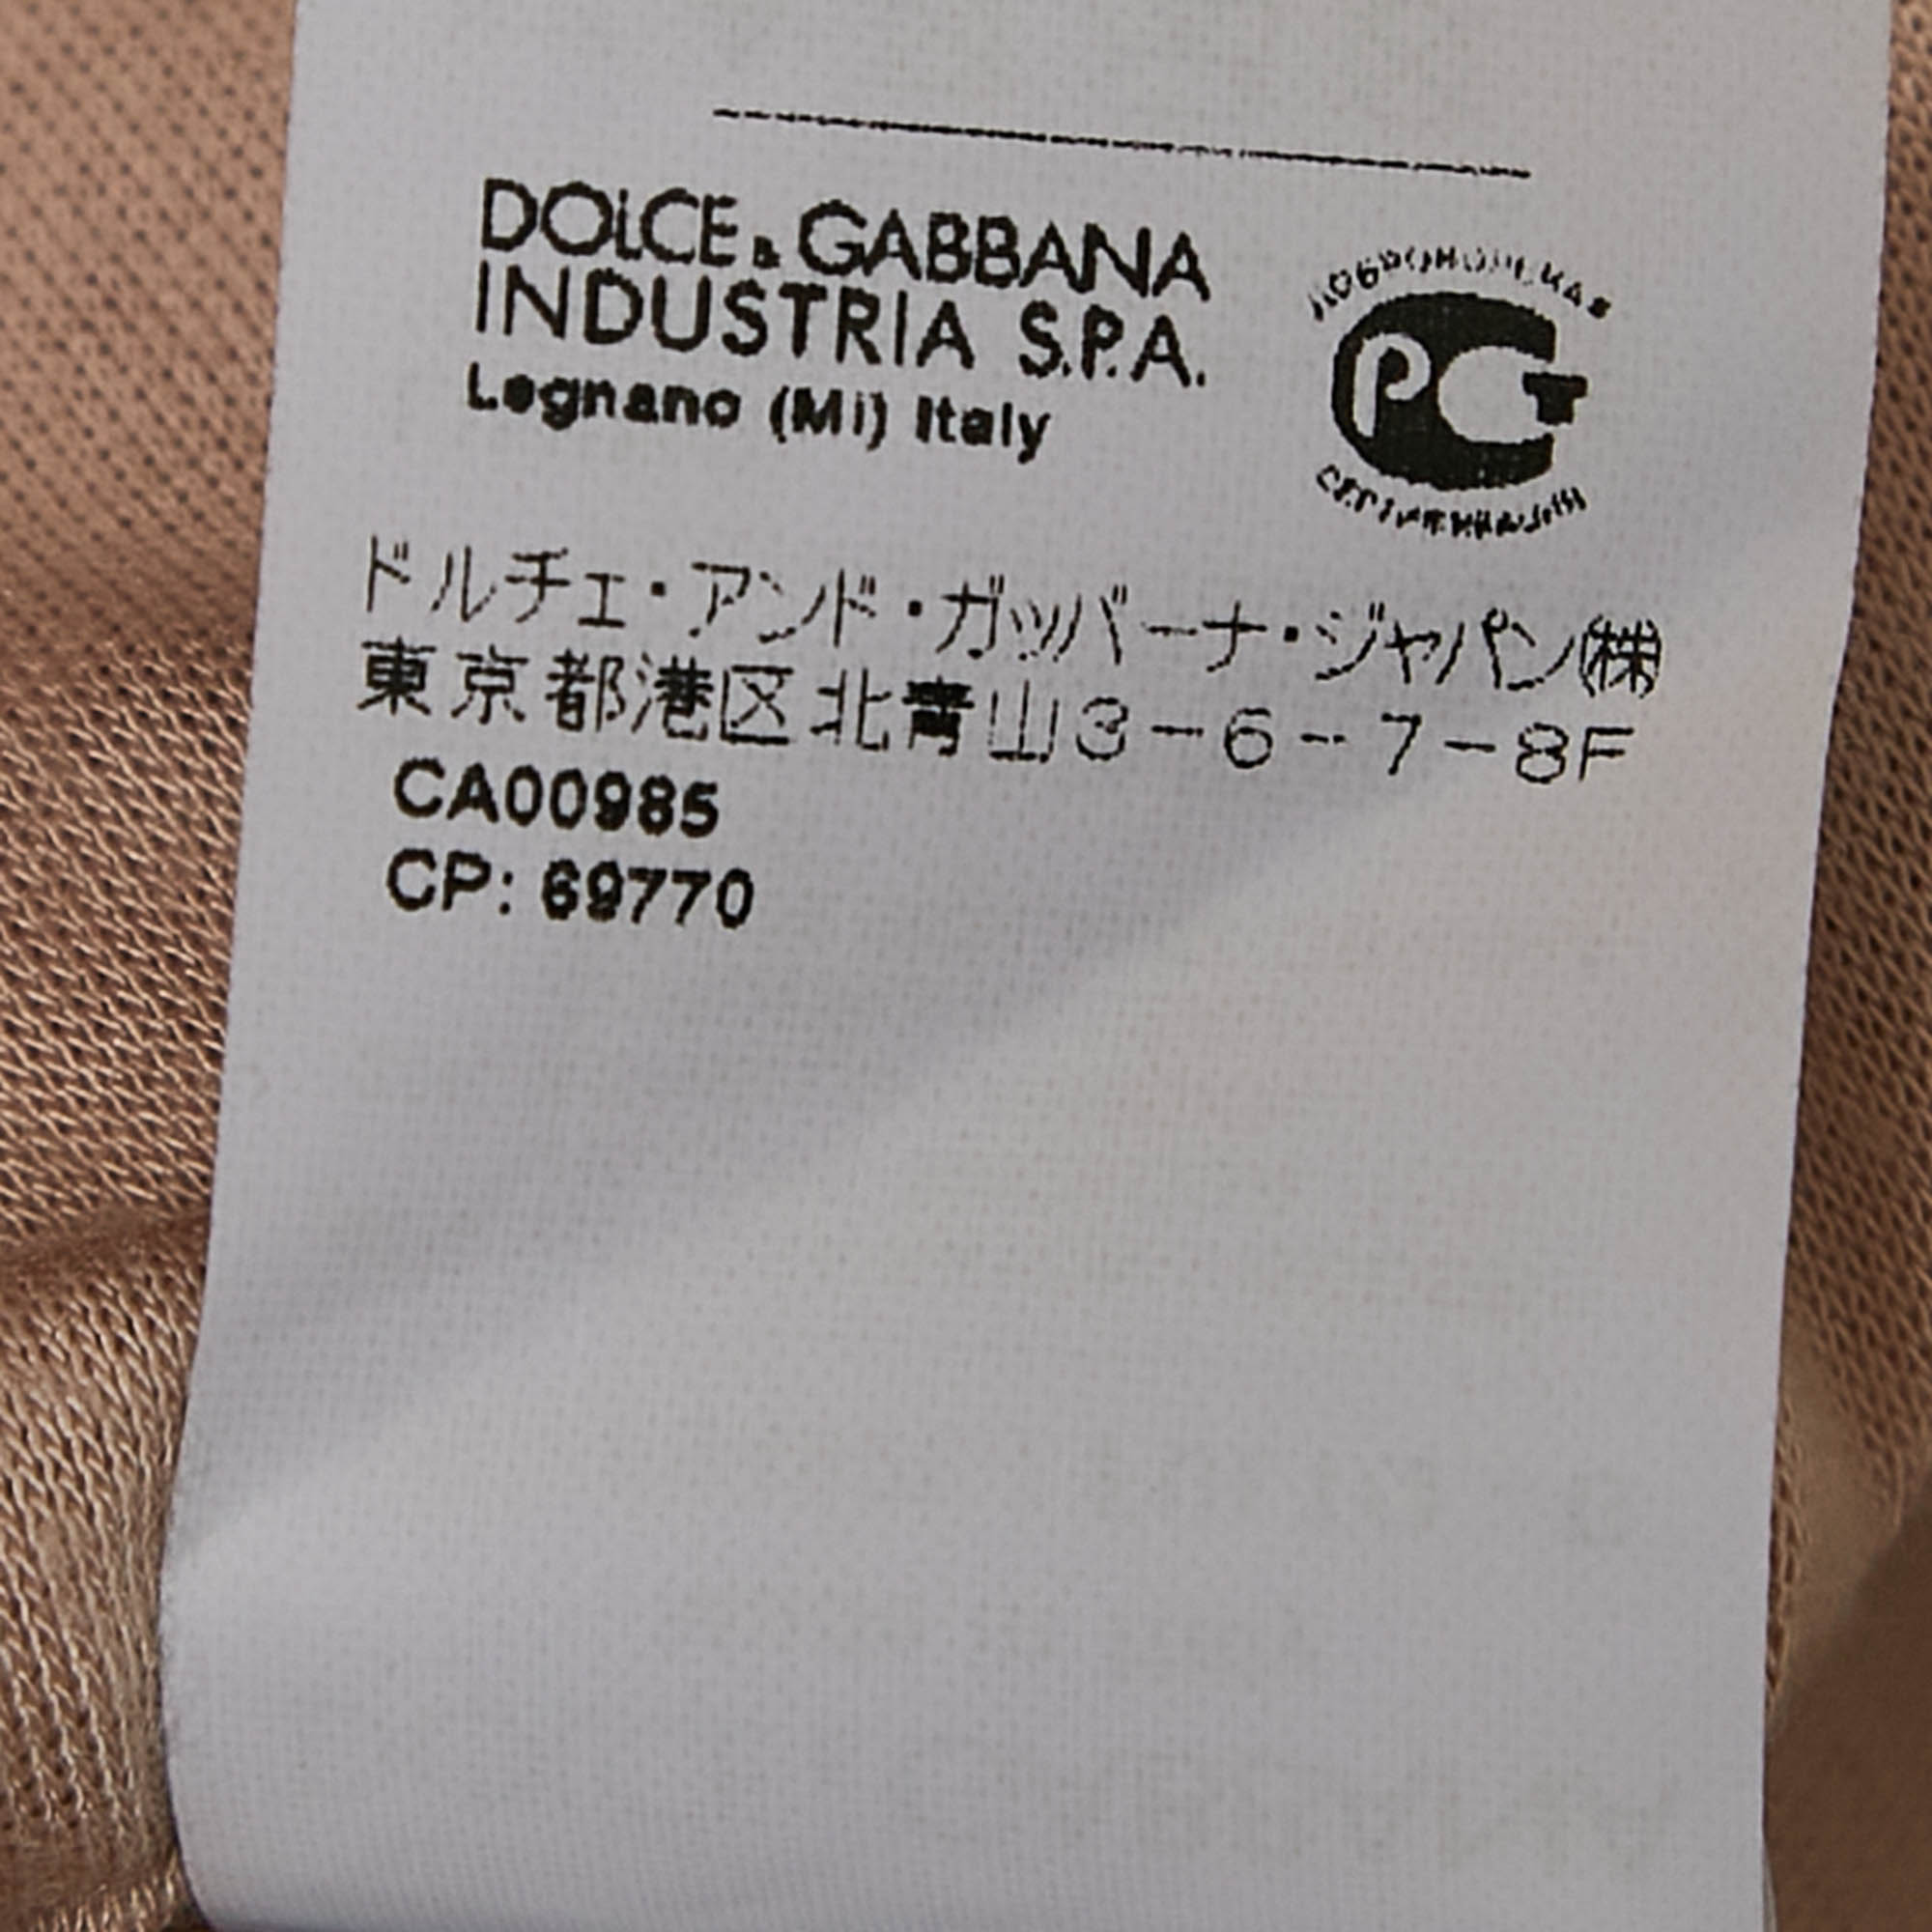 DOLCE & GABBANA
INDUSTRIA S.P.A.
Legnano (Mi) Italy
PG
ドルチェ・アンド・ガッバーナ・ジャパン㈱
東京都港区北青山3-6-7-8F
CA00985
CP: 69770